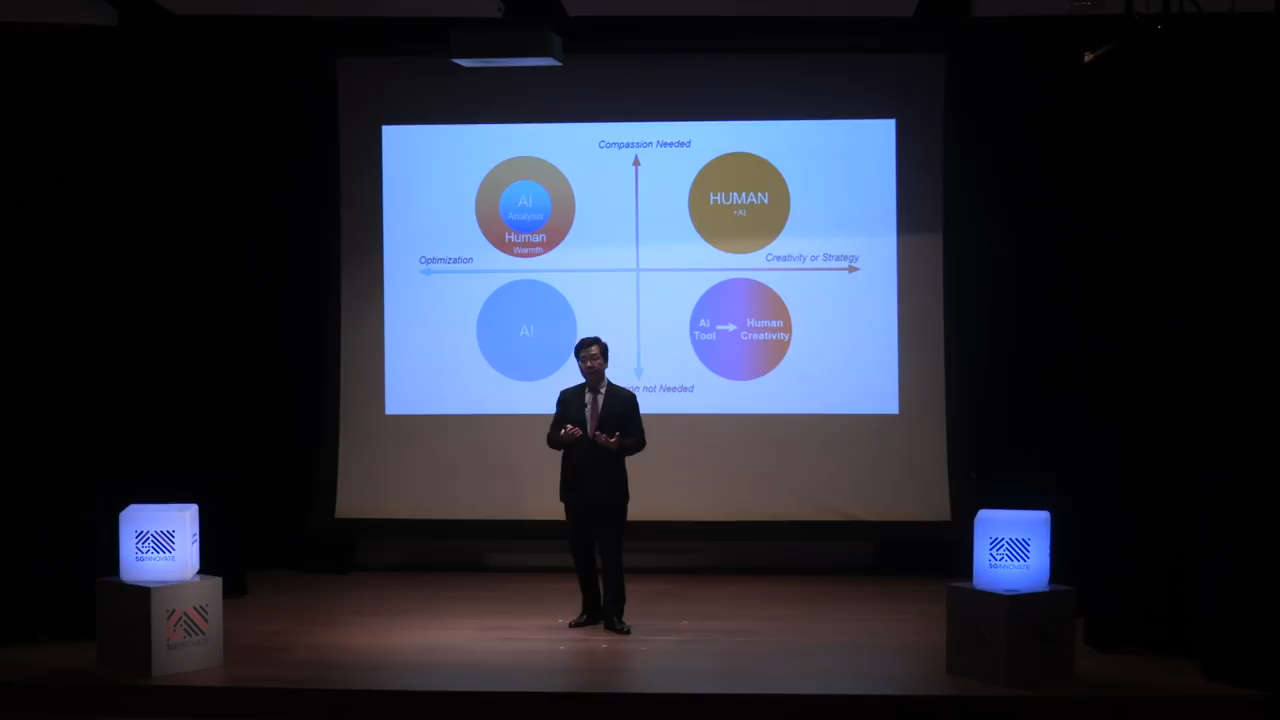 Compassion Needed
AI
Analysis
Human
Warmth
HUMAN
+AI
Optimization
Creativity or Strategy
AI
AI
Tool
Human
Creativity
not Needed
SGINNOVATE
SGINNOVATE
SGINNOVATE